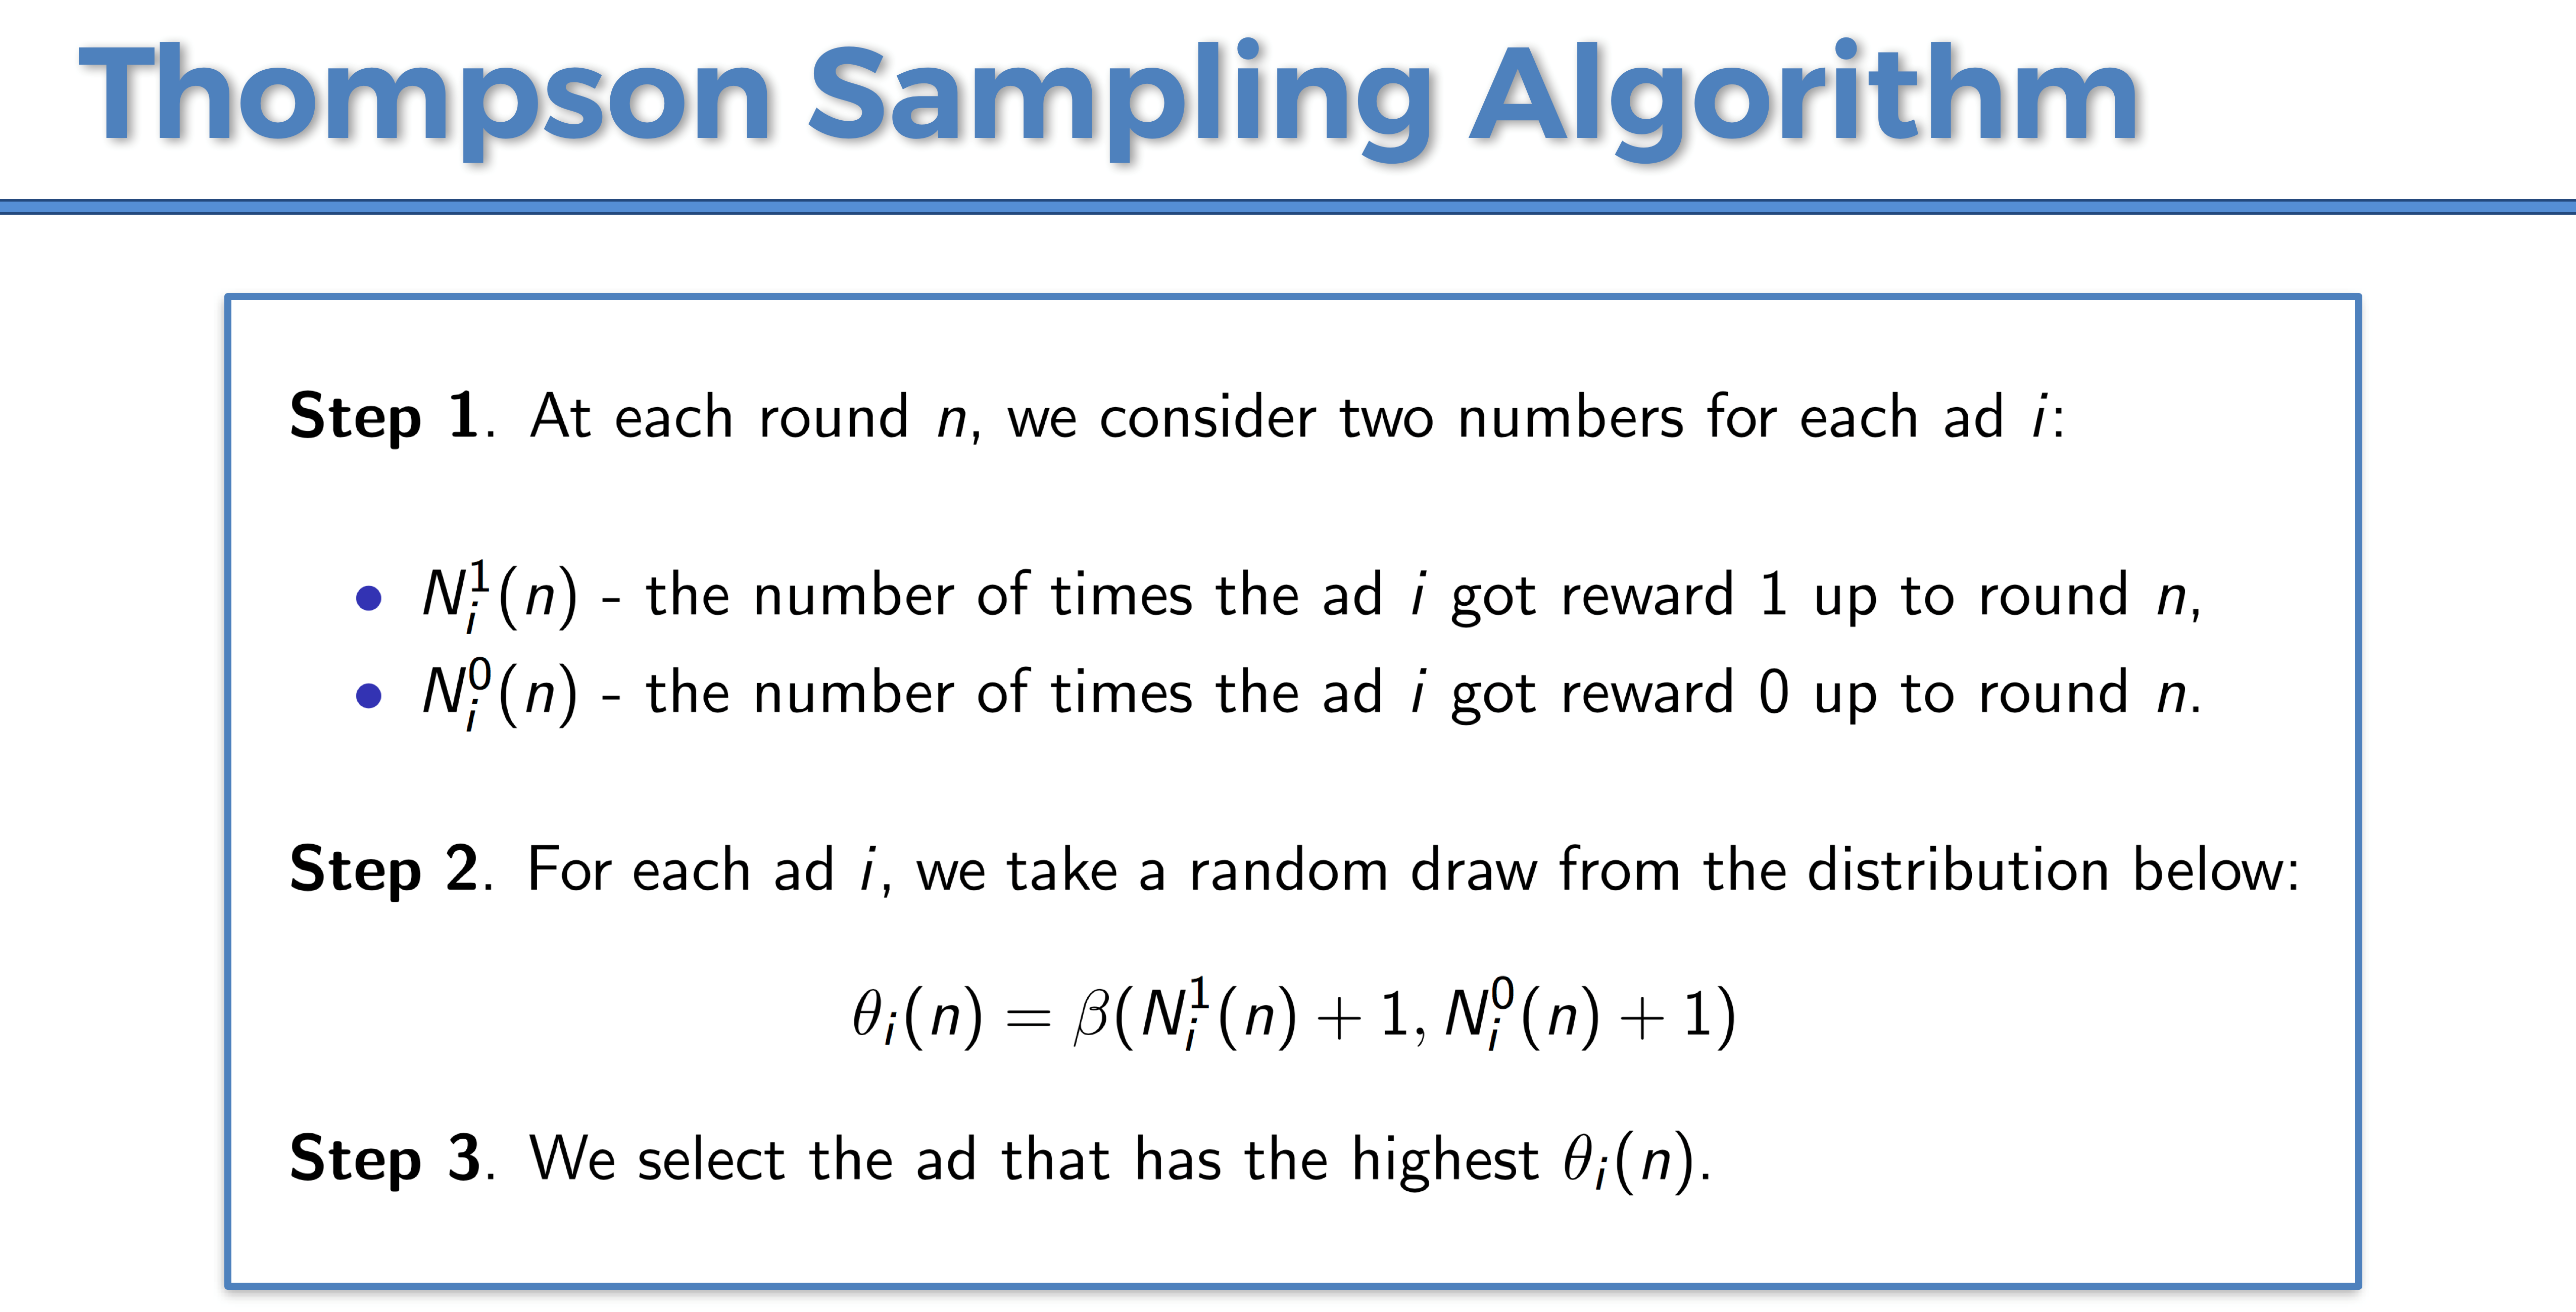 Thompson Sampling Algorithm
Step 1. At each round n, we consider two numbers for each ad i:
• N_i^1(n) - the number of times the ad i got reward 1 up to round n,
• N_i^0(n) - the number of times the ad i got reward 0 up to round n.
Step 2. For each ad i, we take a random draw from the distribution below:
θ_i(n) = β(N_i^1(n) + 1, N_i^0(n) + 1)
Step 3. We select the ad that has the highest θ_i(n).